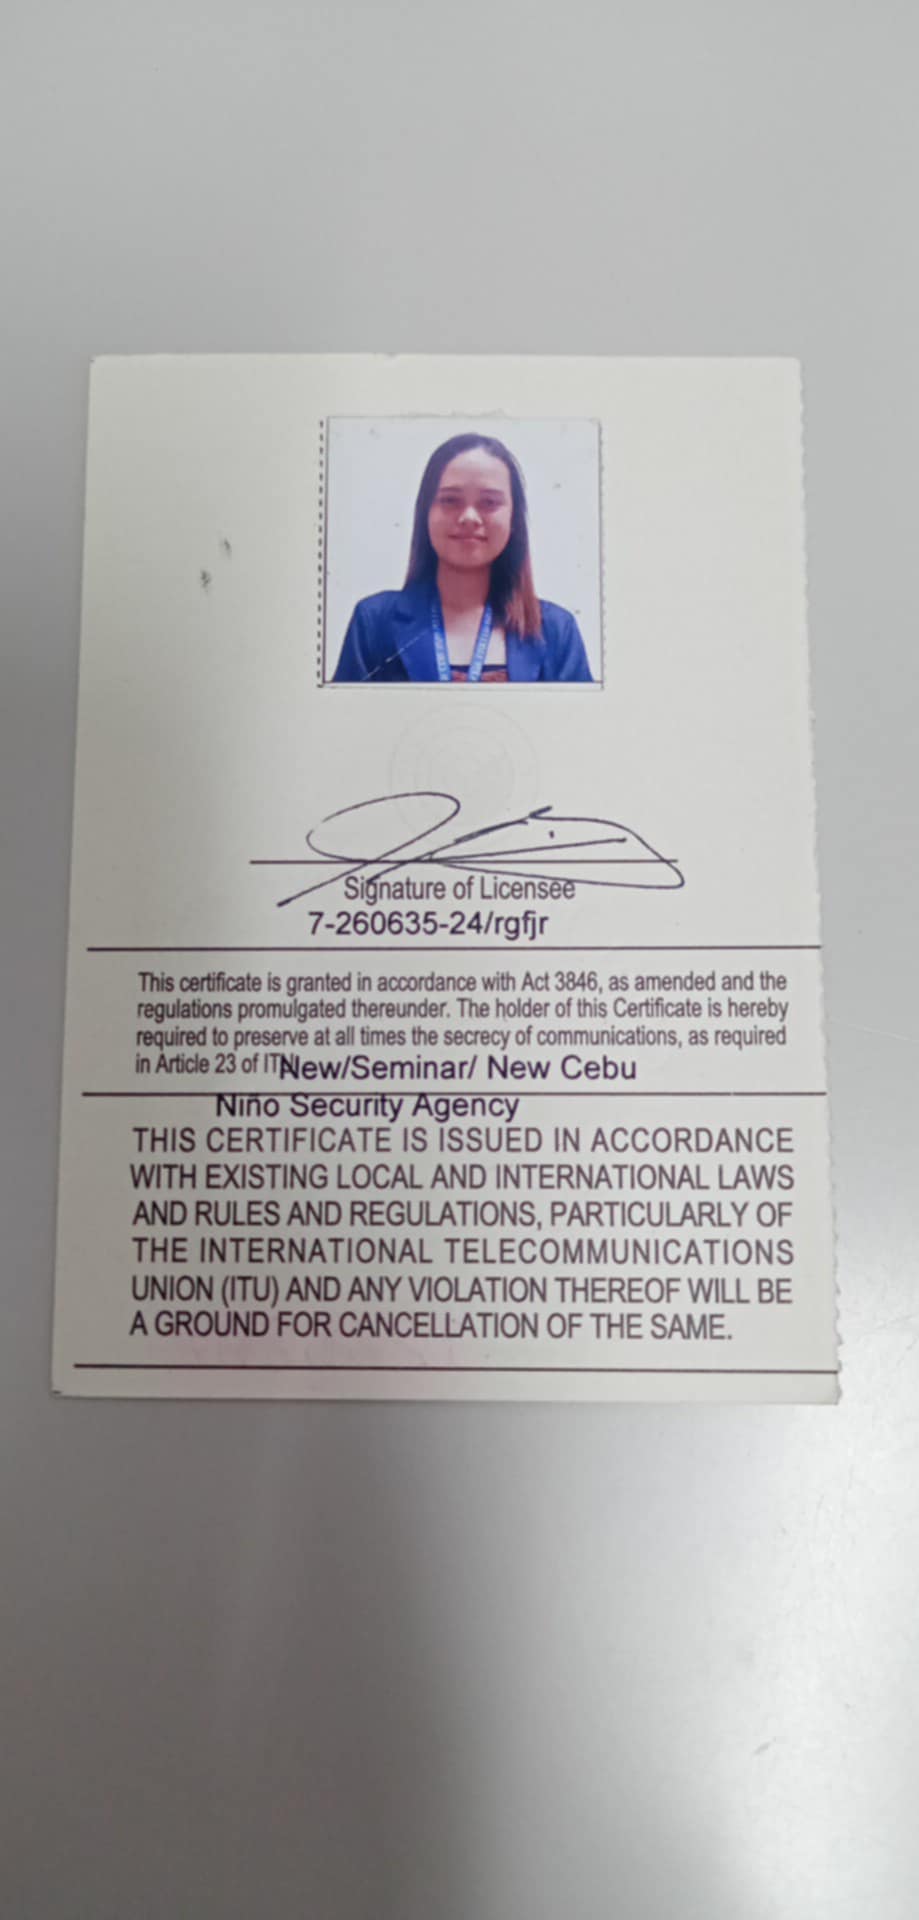 Signature of Licensee
7-260635-24/rgfjr
This certificate is granted in accordance with Act 3846, as amended and the
regulations promulgated thereunder. The holder of this Certificate is hereby
required to preserve at all times the secrecy of communications, as required
in Article 23 of IT
New/Seminar/ New Cebu
Niño Security Agency
THIS CERTIFICATE IS ISSUED IN ACCORDANCE
WITH EXISTING LOCAL AND INTERNATIONAL LAWS
AND RULES AND REGULATIONS, PARTICULARLY OF
THE INTERNATIONAL TELECOMMUNICATIONS
UNION (ITU) AND ANY VIOLATION THEREOF WILL BE
A GROUND FOR CANCELLATION OF THE SAME.